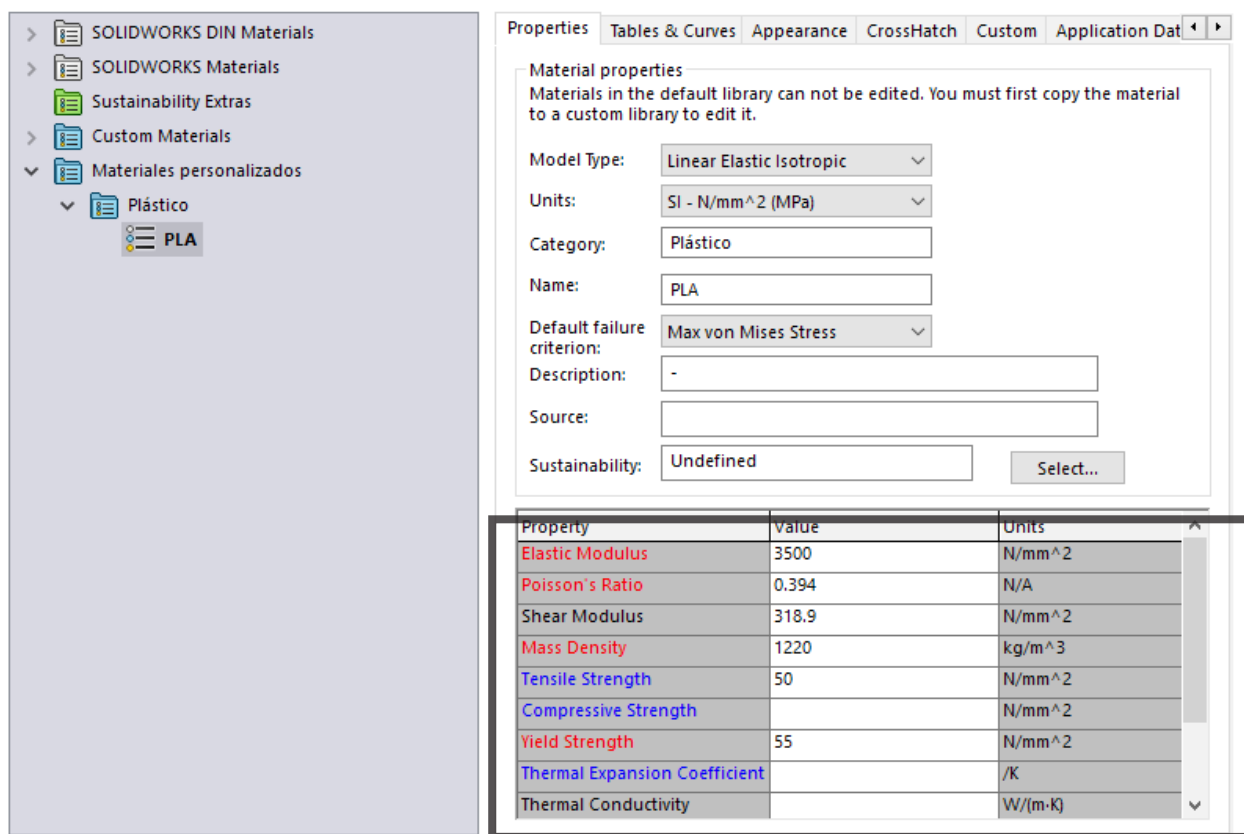 SOLIDWORKS DIN Materials
SOLIDWORKS Materials
Sustainability Extras
Custom Materials
Materiales personalizados
Plástico
PLA
Properties Tables & Curves Appearance CrossHatch Custom Application Dat
Material properties
Materials in the default library can not be edited. You must first copy the material
to a custom library to edit it.
Model Type: Linear Elastic Isotropic
Units: SI - N/mm^2 (MPa)
Category: Plástico
Name: PLA
Default failure
criterion: Max von Mises Stress
Description: -
Source:
Sustainability: Undefined Select...
Property Value Units
Elastic Modulus 3500 N/mm^2
Poisson's Ratio 0.394 N/A
Shear Modulus 318.9 N/mm^2
Mass Density 1220 kg/m^3
Tensile Strength 50 N/mm^2
Compressive Strength N/mm^2
Yield Strength 55 N/mm^2
Thermal Expansion Coefficient /K
Thermal Conductivity W/(m·K)